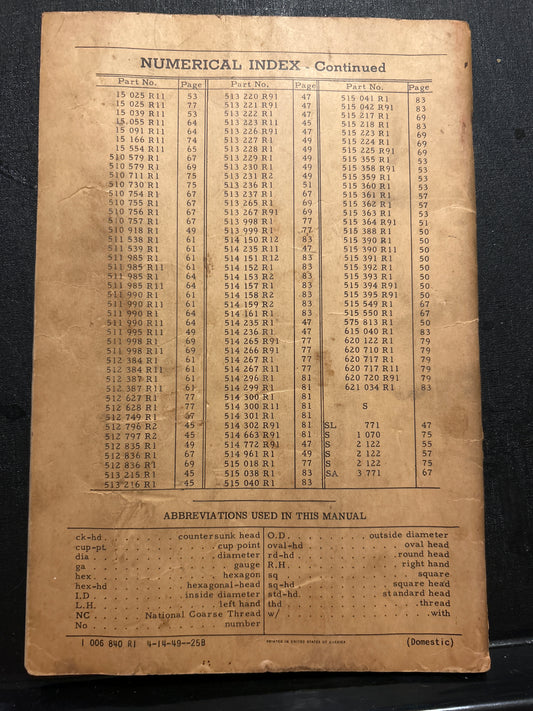 NUMERICAL INDEX - Continued
Part No. Page
15 025 R11 53
15 025 R11 77
15 039 R11 53
15 055 R11 64
15 091 R11 64
15 166 R11 74
15 554 R11 65
510 579 R1 67
510 579 R1 69
510 711 R1 75
510 730 R1 75
510 754 R1 67
510 755 R1 65
510 756 R1 67
510 757 R1 67
510 918 R1 49
511 538 R1 61
511 539 R1 61
511 985 R1 61
511 985 R11 61
511 985 R1 64
511 985 R11 64
511 990 R1 61
511 990 R11 61
511 990 R1 64
511 990 R11 64
511 995 R11 49
511 998 R1 69
511 998 R11 69
512 384 R1 61
512 384 R11 61
512 387 R1 61
512 387 R11 61
512 627 R1 77
512 628 R1 77
512 749 R1 67
512 796 R2 45
512 797 R2 45
512 835 R1 49
512 836 R1 67
512 836 R1 69
513 215 R1 45
513 216 R1 45
Part No. Page
513 220 R91 47
513 221 R91 47
513 222 R1 47
513 223 R11 45
513 226 R91 47
513 227 R1 49
513 228 R1 49
513 229 R1 49
513 230 R1 49
513 231 R2 49
513 236 R1 51
513 237 R1 67
513 265 R1 69
513 267 R91 69
513 998 R1 77
513 999 R1 77
514 150 R12 83
514 235 R11 47
514 151 R12 83
514 152 R1 83
514 153 R2 83
514 157 R1 83
514 158 R2 83
514 159 R2 83
514 161 R1 83
514 235 R1 47
514 236 R1 47
514 265 R91 77
514 266 R91 77
514 267 R1 77
514 267 R11 77
514 296 R1 81
514 299 R1 81
514 300 R1 81
514 300 R11 81
514 301 R1 81
514 302 R91 81
514 663 R91 81
514 772 R91 47
514 961 R1 49
515 018 R1 77
515 038 R1 83
515 040 R1 83
Part No. Page
515 041 R1 83
515 042 R91 83
515 217 R1 69
515 218 R1 69
515 223 R1 69
515 224 R1 69
515 225 R91 69
515 355 R1 53
515 358 R91 53
515 359 R1 53
515 360 R1 53
515 361 R1 57
515 362 R1 57
515 363 R1 53
515 364 R91 51
515 388 R1 50
515 390 R1 50
515 390 R11 50
515 391 R1 50
515 392 R1 50
515 393 R1 50
515 394 R91 50
515 395 R91 50
515 549 R1 67
515 550 R1 67
575 813 R1 50
615 040 R1 83
620 122 R1 79
620 710 R1 79
620 717 R1 79
620 717 R11 79
620 720 R91 79
621 034 R1 83
S
SL 771 47
S 1 070 75
S 2 122 55
S 2 122 57
S 2 122 75
SA 3 771 67
ABBREVIATIONS USED IN THIS MANUAL
ck-hd . . . . . . . . . countersunk head
cup-pt . . . . . . . . . cup point
dia . . . . . . . . . diameter
ga . . . . . . . . . gauge
hex . . . . . . . . . hexagon
hex-hd . . . . . . . . . hexagonal-head
I.D . . . . . . . . . inside diameter
L.H. . . . . . . . . . left hand
NC . . . . National Coarse Thread
No . . . . . . . . . number
O.D. . . . . . . . . . outside diameter
oval-hd . . . . . . . . . oval head
rd-hd . . . . . . . . . round head
R.H. . . . . . . . . . right hand
sq . . . . . . . . . square
sq-hd . . . . . . . . . square head
std-hd. . . . . . . . . standard head
thd . . . . . . . . . thread
w/ . . . . . . . . . with
1 006 840 R1 4-14-49--25B
PRINTED IN UNITED STATES OF AMERICA
(Domestic)